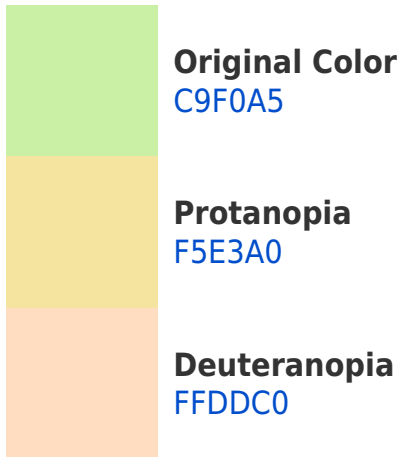 Original Color
C9F0A5
Protanopia
F5E3A0
Deuteranopia
FFDDC0